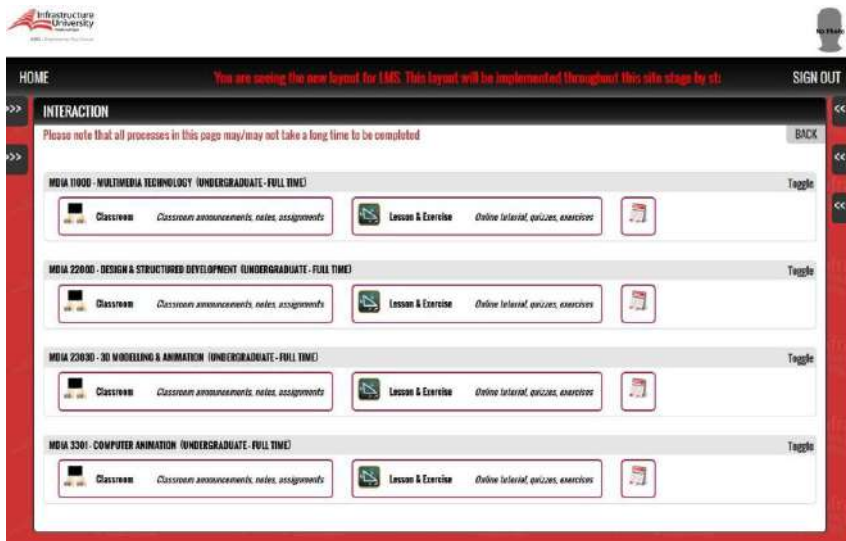 Infrastructure
University
No Photo
HOME
You are seeing the new layout for LMS. This layout will be implemented throughout this site stage by st
SIGN OUT
>>>
INTERACTION
<<
Please note that all processes in this page may/may not take a long time to be completed
BACK
>>>
<<
MDIA 1100D - MULTIMEDIA TECHNOLOGY (UNDERGRADUATE - FULL TIME)
Toggle
Classroom Classroom announcements, notes, assignments Lesson & Exercise Online tutorial, quizzes, exercises
<<
MDIA 2200D - DESIGN & STRUCTURED DEVELOPMENT (UNDERGRADUATE - FULL TIME)
Toggle
Classroom Classroom announcements, notes, assignments Lesson & Exercise Online tutorial, quizzes, exercises
MDIA 2303D - 3D MODELLING & ANIMATION (UNDERGRADUATE - FULL TIME)
Toggle
Classroom Classroom announcements, notes, assignments Lesson & Exercise Online tutorial, quizzes, exercises
MDIA 3301 - COMPUTER ANIMATION (UNDERGRADUATE - FULL TIME)
Toggle
Classroom Classroom announcements, notes, assignments Lesson & Exercise Online tutorial, quizzes, exercises